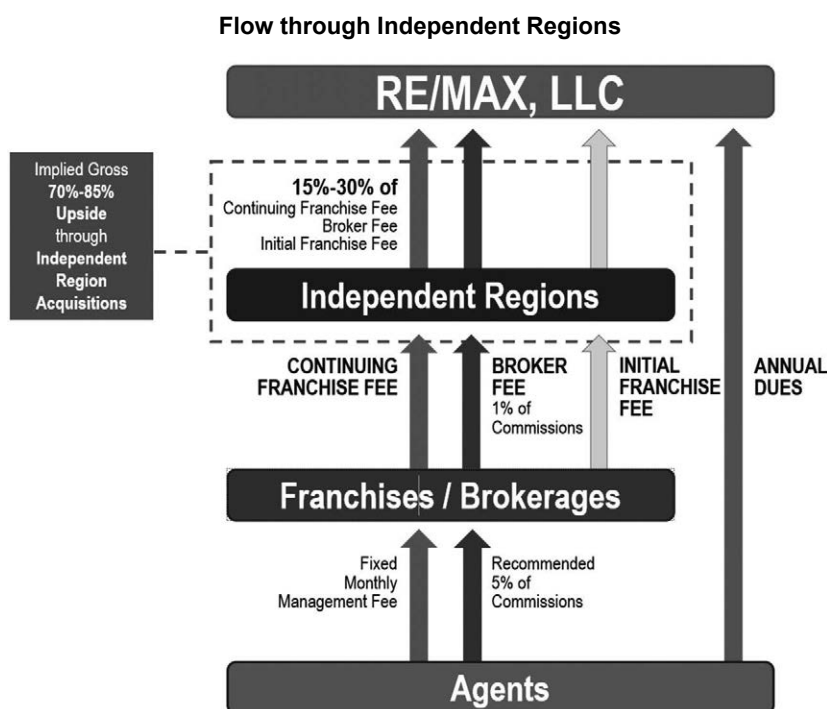 Flow through Independent Regions
RE/MAX, LLC
Implied Gross
70%-85%
Upside
through
Independent
Region
Acquisitions
15%-30% of
Continuing Franchise Fee
Broker Fee
Initial Franchise Fee
Independent Regions
CONTINUING
FRANCHISE FEE
BROKER
FEE
1% of
Commissions
INITIAL
FRANCHISE
FEE
ANNUAL
DUES
Franchises / Brokerages
Fixed
Monthly
Management Fee
Recommended
5% of
Commissions
Agents